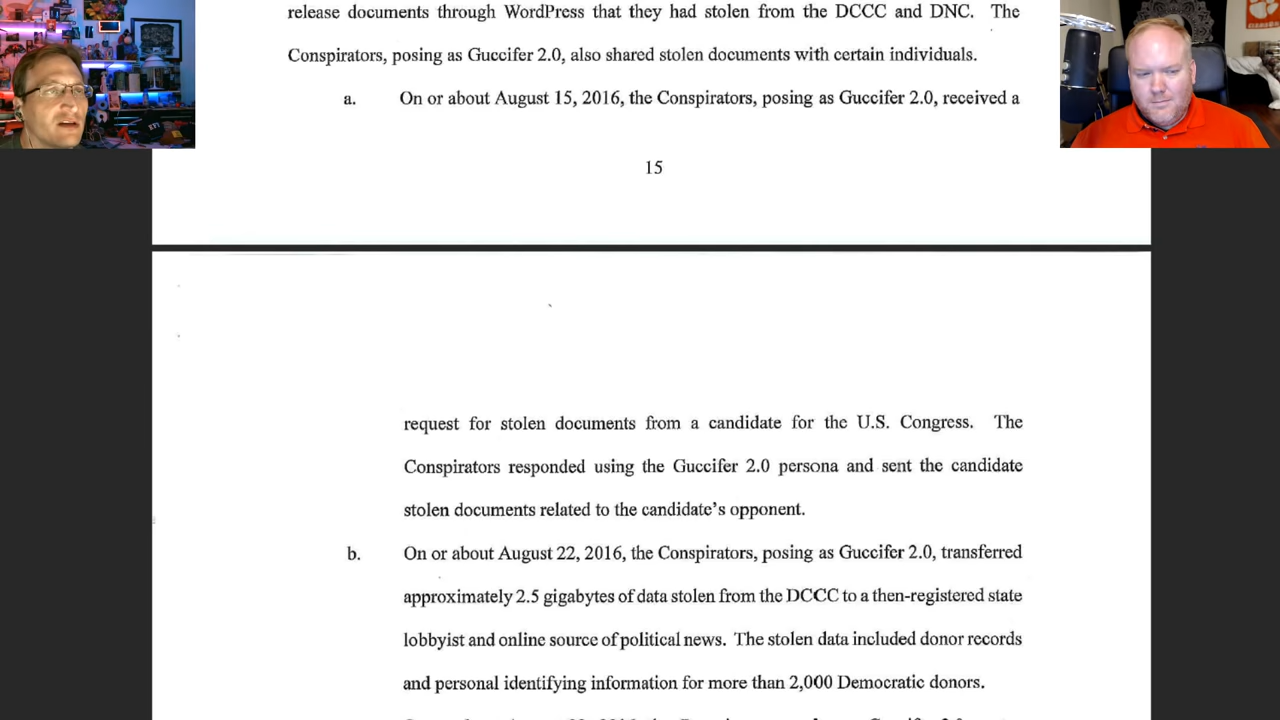 release documents through WordPress that they had stolen from the DCCC and DNC. The
Conspirators, posing as Guccifer 2.0, also shared stolen documents with certain individuals.
a. On or about August 15, 2016, the Conspirators, posing as Guccifer 2.0, received a
15
request for stolen documents from a candidate for the U.S. Congress. The
Conspirators responded using the Guccifer 2.0 persona and sent the candidate
stolen documents related to the candidate's opponent.
b. On or about August 22, 2016, the Conspirators, posing as Guccifer 2.0, transferred
approximately 2.5 gigabytes of data stolen from the DCCC to a then-registered state
lobbyist and online source of political news. The stolen data included donor records
and personal identifying information for more than 2,000 Democratic donors.